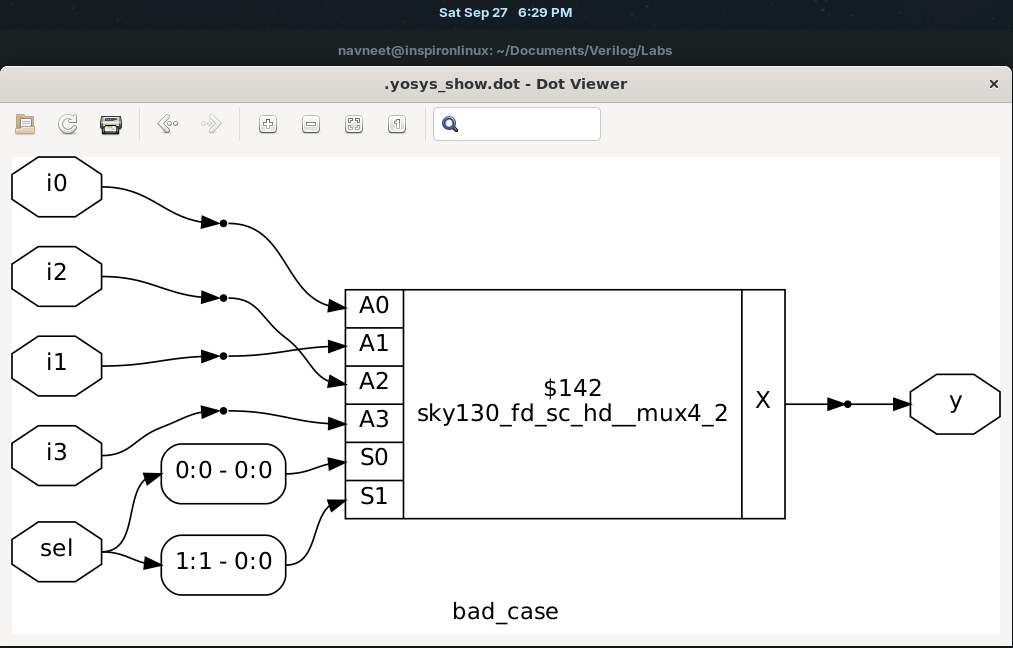 Sat Sep 27 6:29 PM
navneet@inspironlinux: ~/Documents/Verilog/Labs
.yosys_show.dot - Dot Viewer
i0
i2
i1
i3
sel
0:0 - 0:0
1:1 - 0:0
A0
A1
A2
A3
S0
S1
$142
sky130_fd_sc_hd__mux4_2
X
y
bad_case